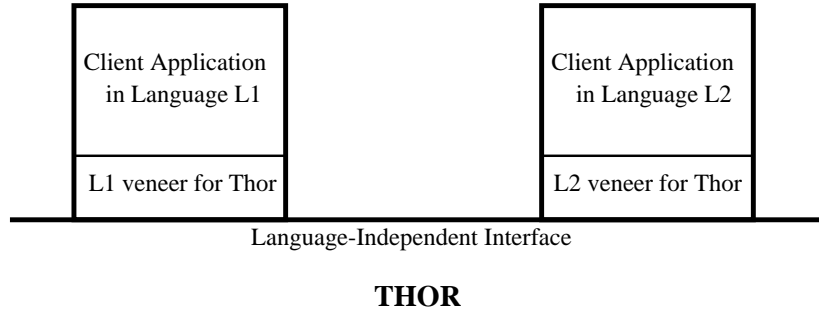 Client Application
in Language L1
L1 veneer for Thor
Client Application
in Language L2
L2 veneer for Thor
Language-Independent Interface
THOR